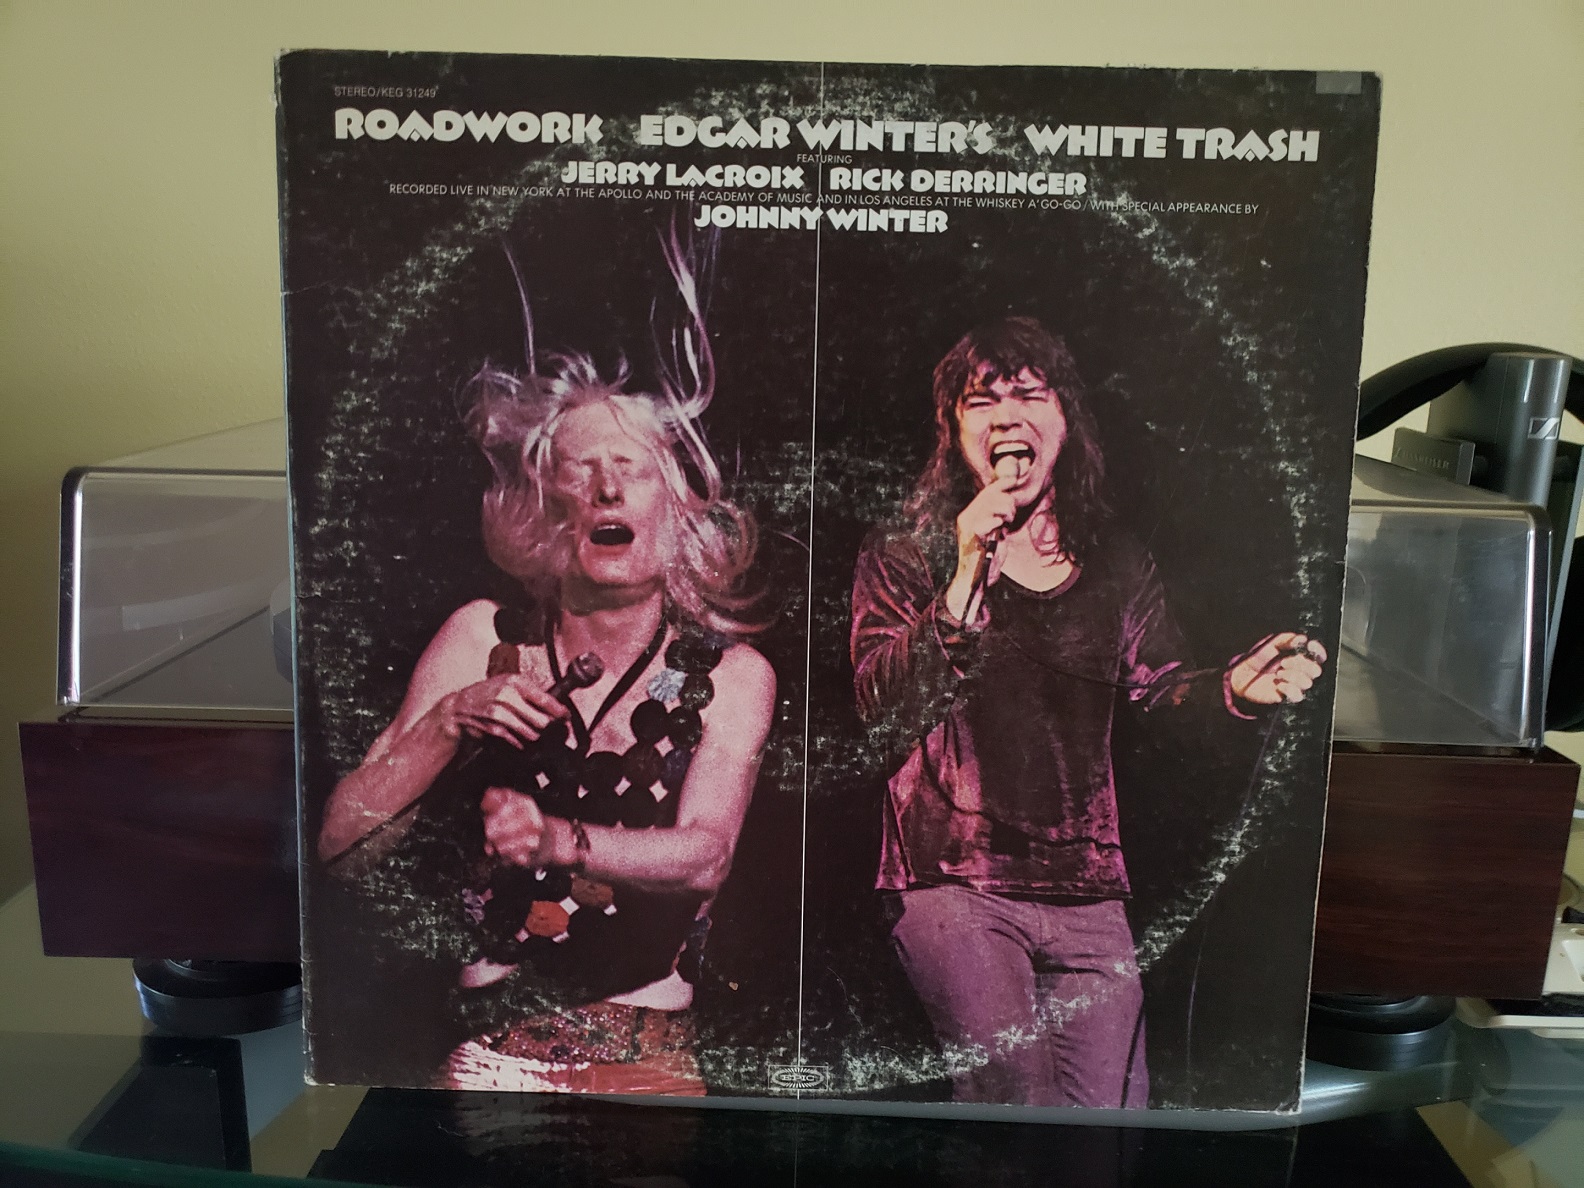 STEREO/KEG 31249
ROADWORK EDGAR WINTER'S WHITE TRASH
FEATURING
JERRY LACROIX RICK DERRINGER
RECORDED LIVE IN NEW YORK AT THE APOLLO AND THE ACADEMY OF MUSIC AND IN LOS ANGELES AT THE WHISKEY A' GO-GO / WITH SPECIAL APPEARANCE BY
JOHNNY WINTER
EPIC